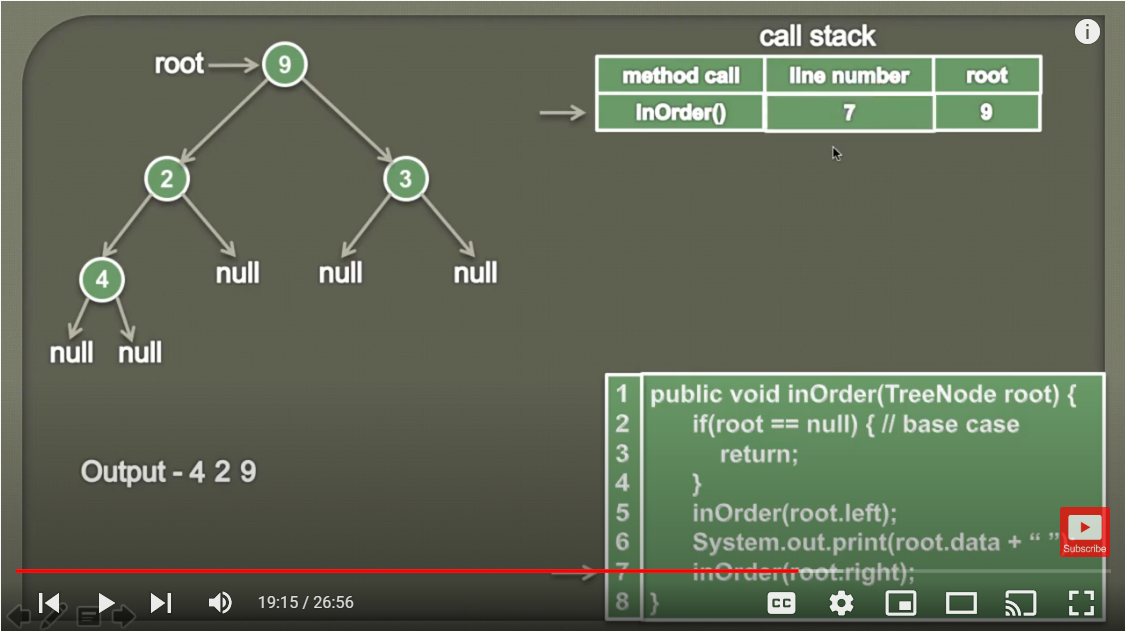 call stack
method call line number root
InOrder() 7 9
root 9
2 3
4 null null null
null null
Output - 4 2 9
1 public void inOrder(TreeNode root) {
2 if(root == null) { // base case
3 return;
4 }
5 inOrder(root.left);
6 System.out.print(root.data + “ ”)
7 inOrder(root.right);
8 }
Subscribe
19:15 / 26:56
CC
i